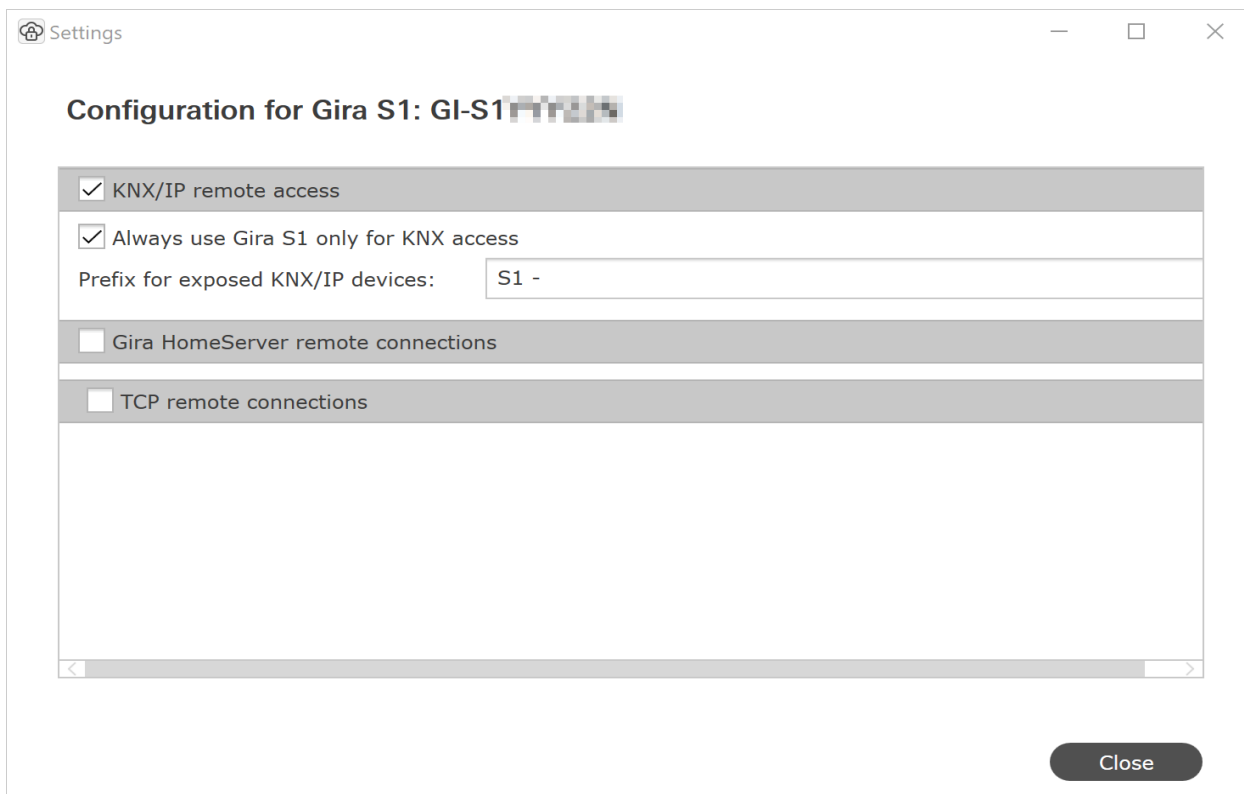 Settings
Configuration for Gira S1: GI-S1
KNX/IP remote access
Always use Gira S1 only for KNX access
Prefix for exposed KNX/IP devices: S1 -
Gira HomeServer remote connections
TCP remote connections
Close